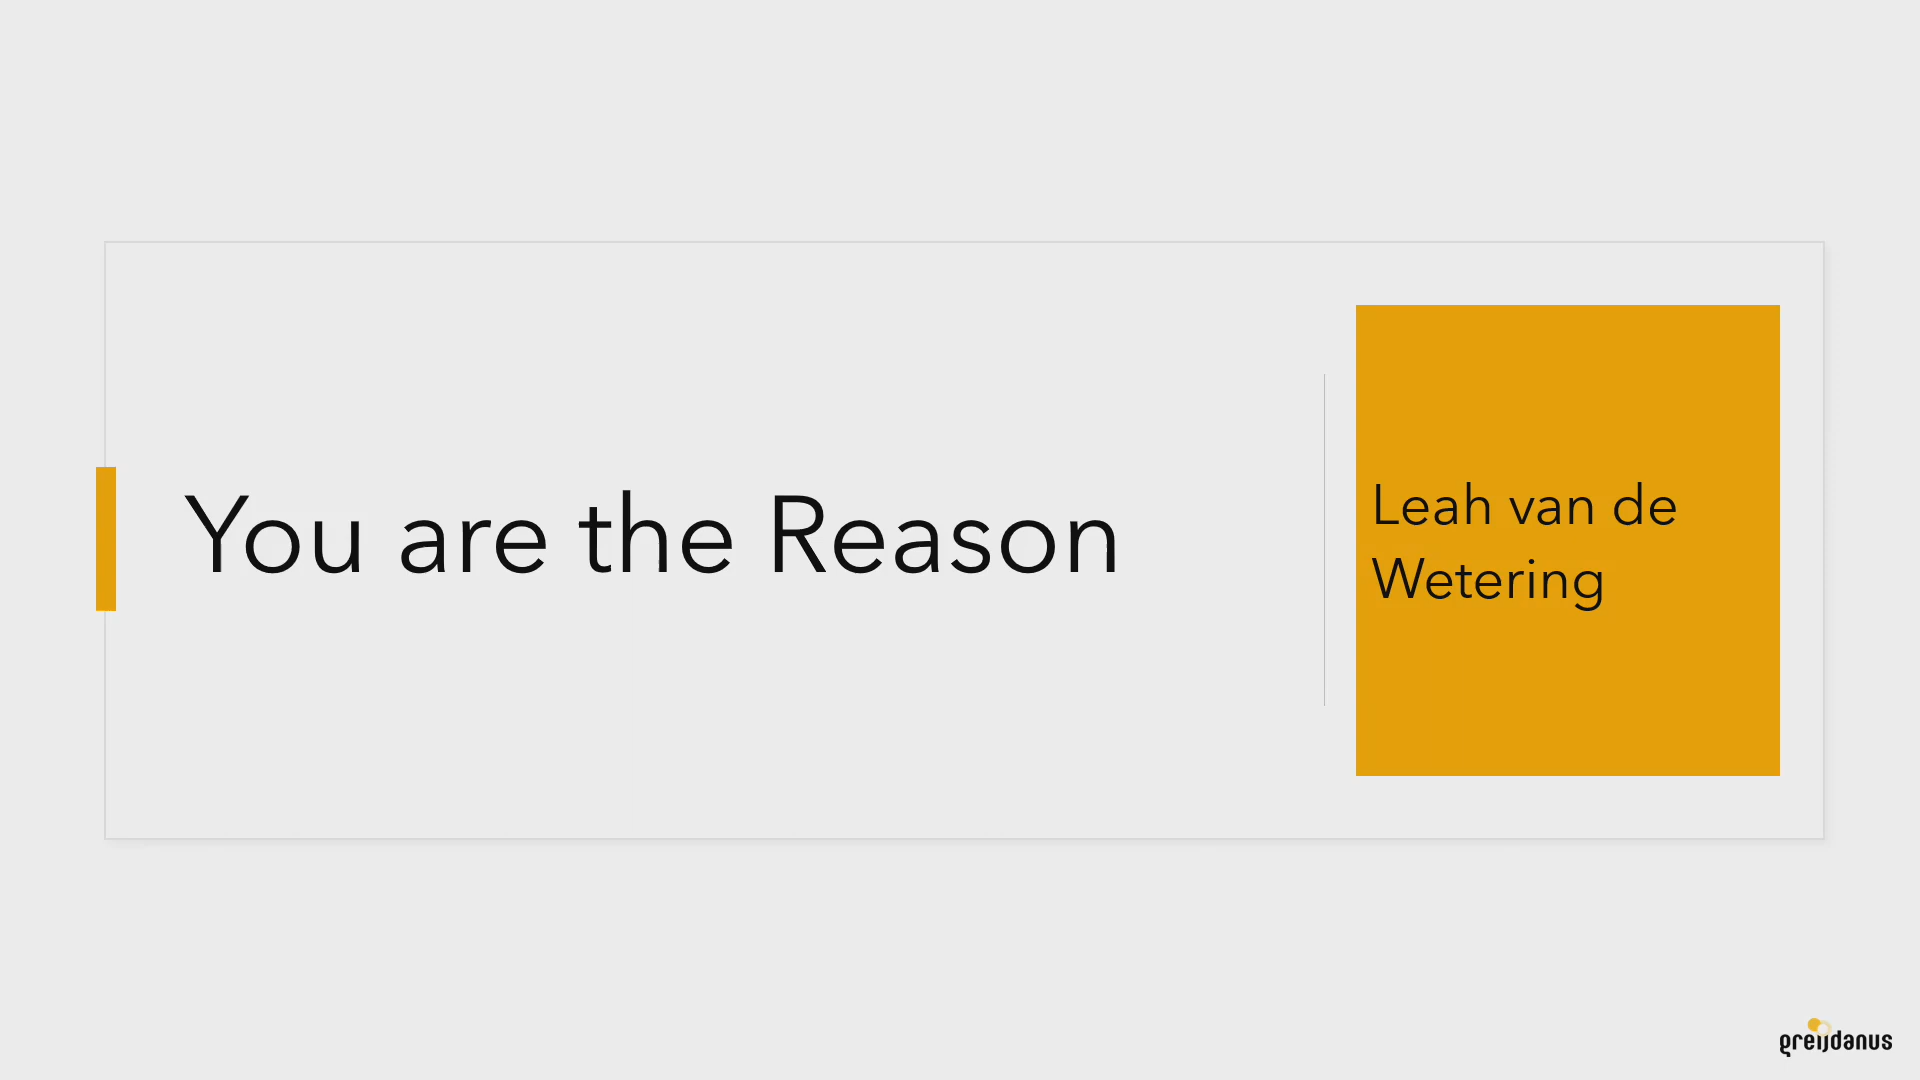 You are the Reason
Leah van de
Wetering
greijdanus